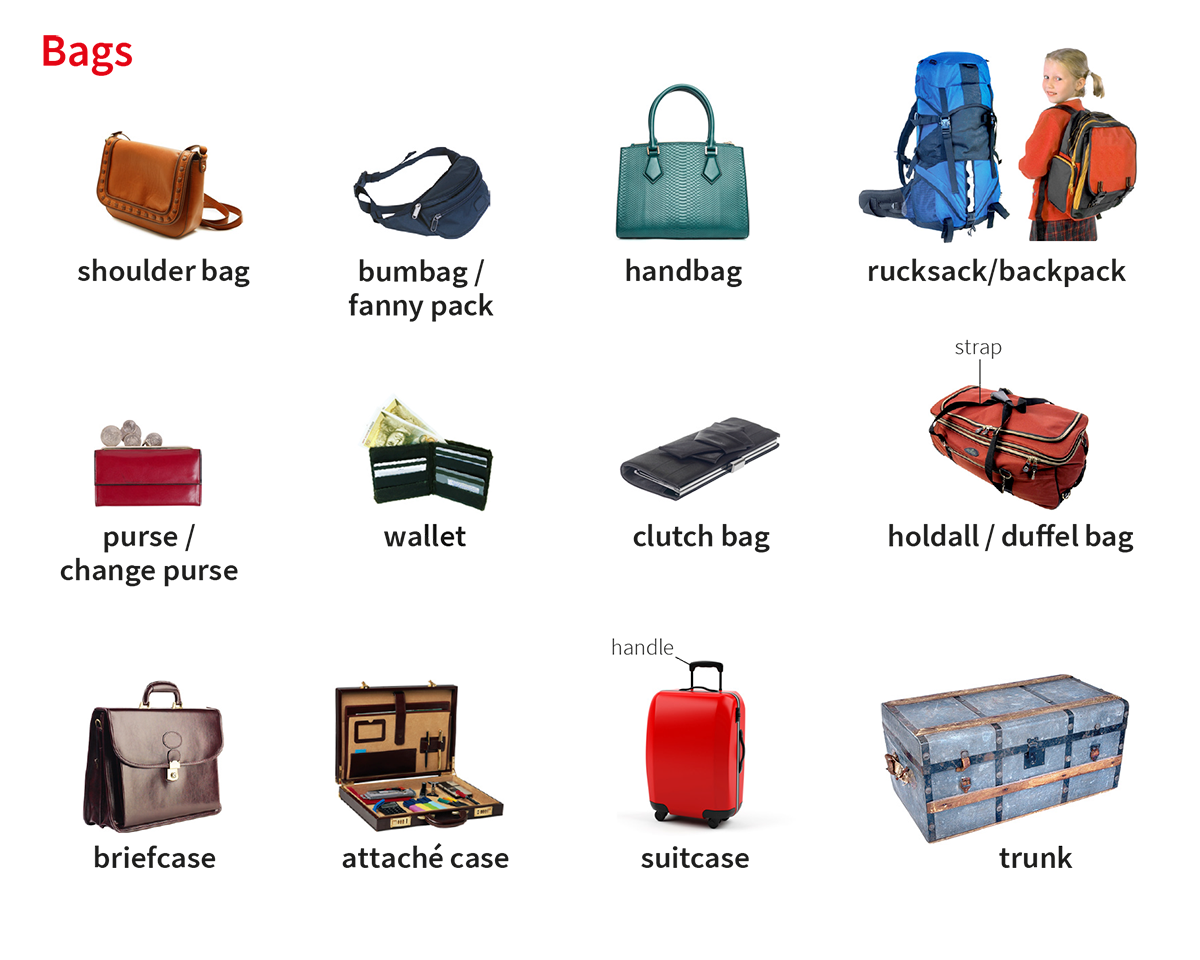 Bags
shoulder bag
bumbag /
fanny pack
handbag
rucksack/backpack
strap
purse /
change purse
wallet
clutch bag
holdall / duffel bag
handle
briefcase
attaché case
suitcase
trunk